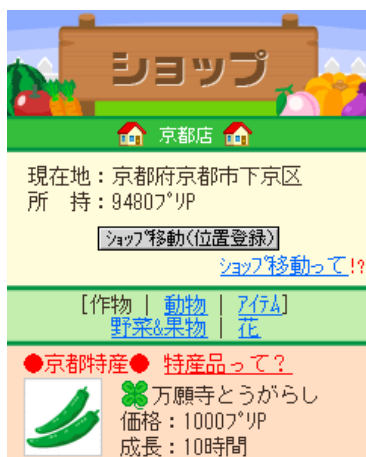 ショップ
京都店
現在地：京都府京都市下京区
所　持：9480ﾌﾟﾘP
ｼｮｯﾌﾟ移動(位置登録)
ｼｮｯﾌﾟ移動って!?
[作物 | 動物 | ｱｲﾃﾑ]
野菜&果物 | 花
●京都特産● 特産品って？
万願寺とうがらし
価格：1000ﾌﾟﾘP
成長：10時間